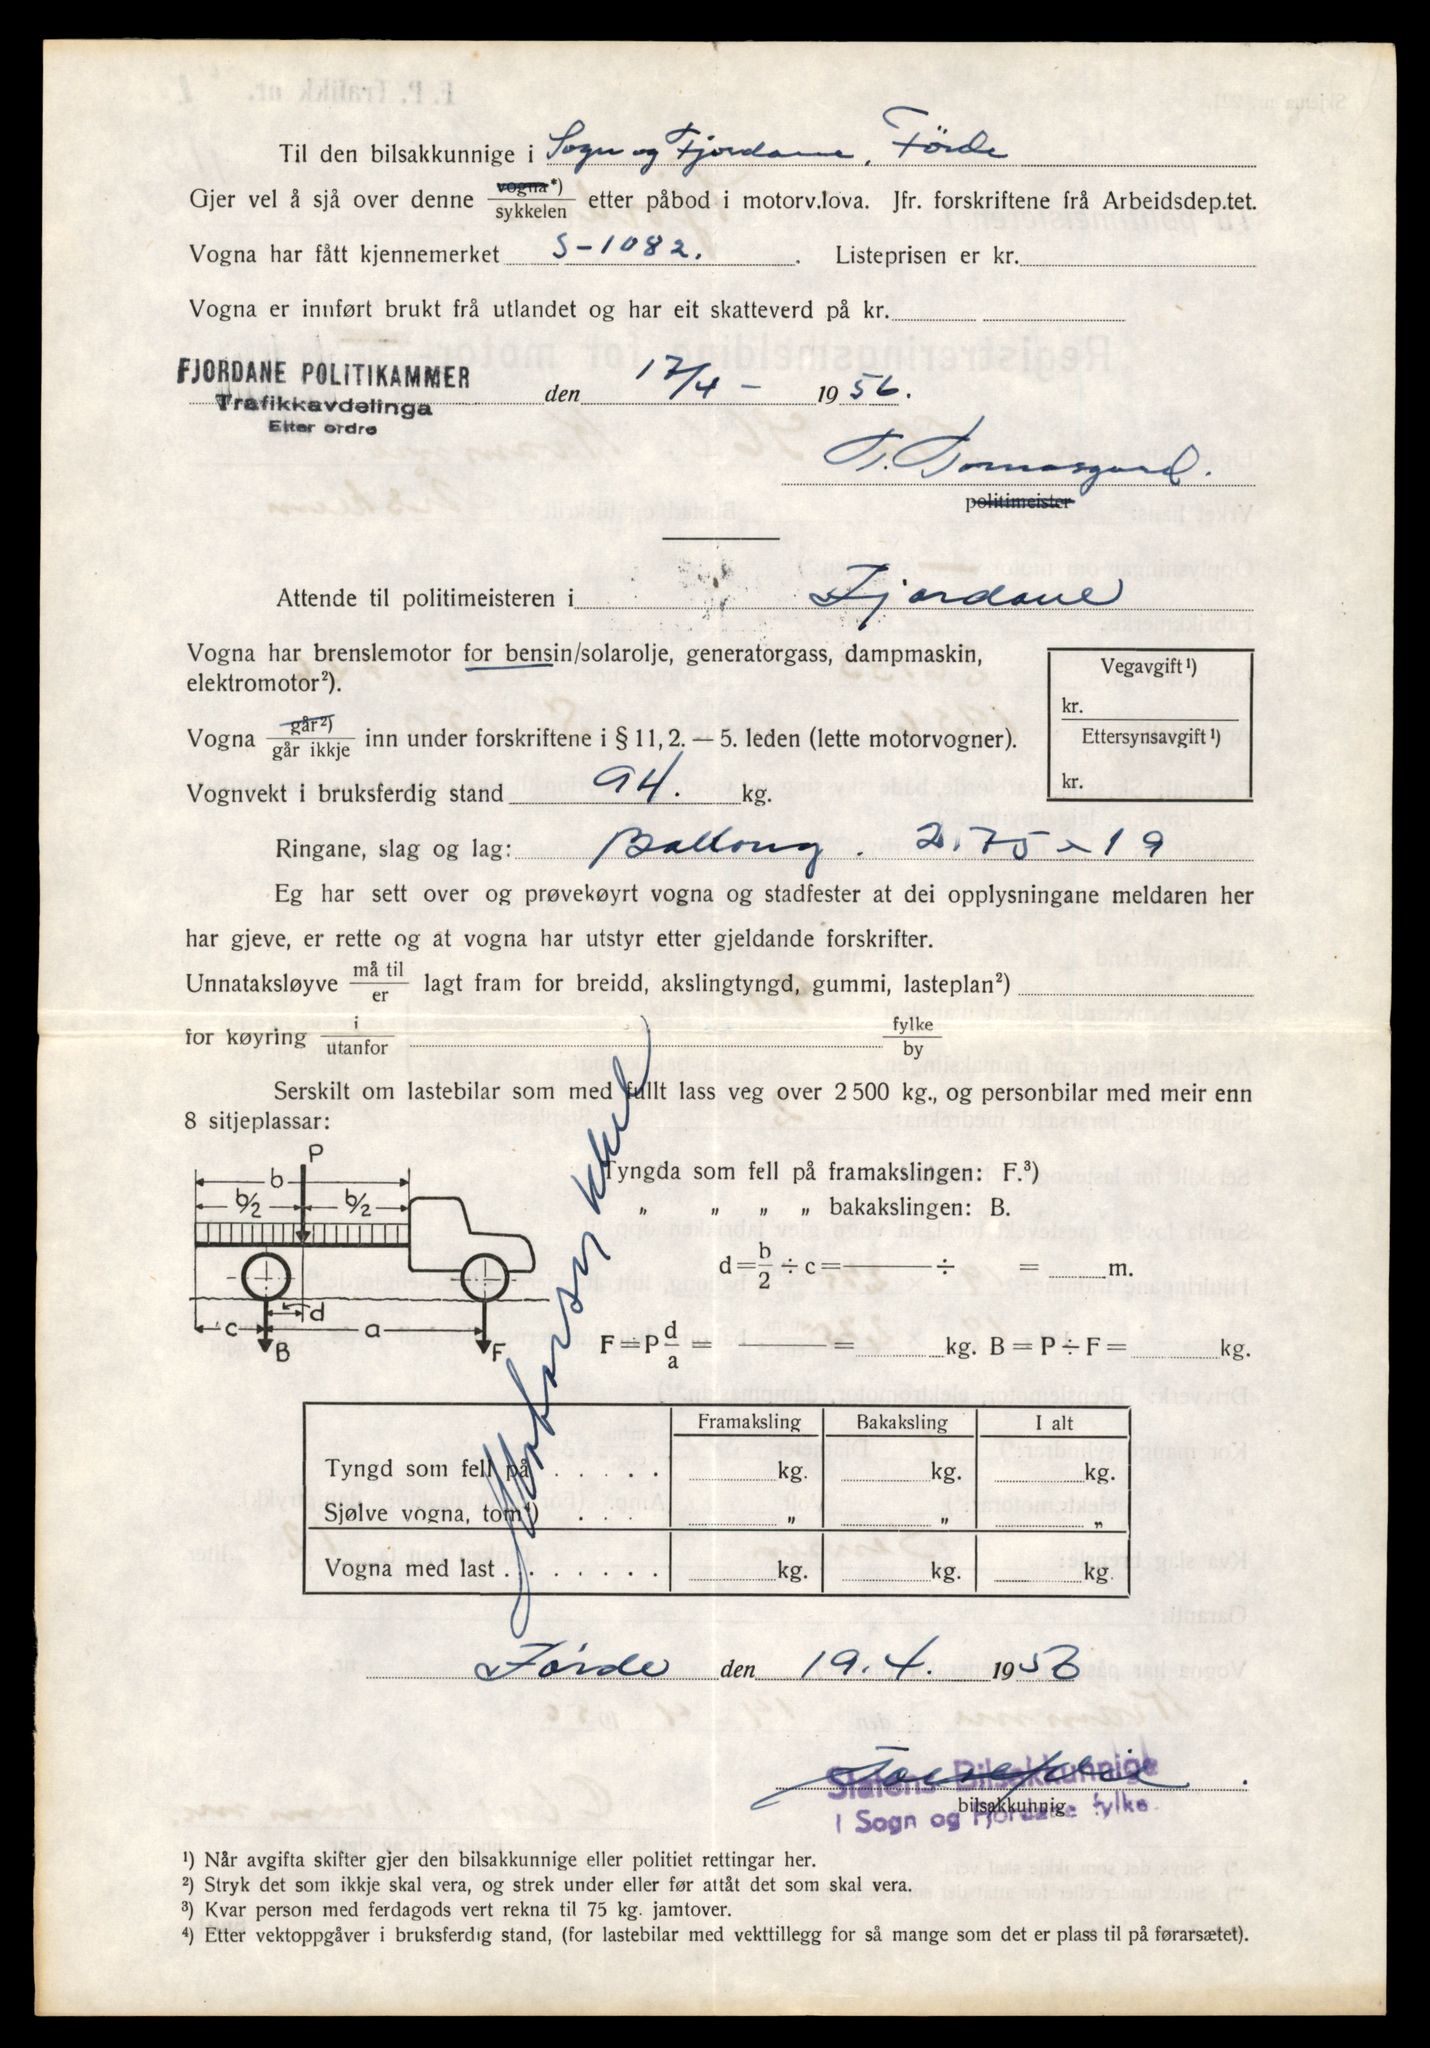 Til den bilsakkunnige i Sogn og Fjordane, Förde
Gjer vel å sjå over denne vogna*) / sykkelen etter påbod i motorv.lova. Jfr. forskriftene frå Arbeidsdep.tet.
Vogna har fått kjennemerket S-1082. Listeprisen er kr.
Vogna er innført brukt frå utlandet og har eit skatteverd på kr.
FJORDANE POLITIKAMMER
Trafikkavdelinga
Etter ordre
den 17/4 - 1956.
T. Tomasgard.
politimeister
Attende til politimeisteren i Fjordane
Vogna har brenslemotor for bensin/solarolje, generatorgass, dampmaskin,
elektromotor²).
Vegavgift¹)
kr.
Ettersynsavgift¹)
kr.
Vogna går²) / går ikkje inn under forskriftene i § 11, 2. — 5. leden (lette motorvogner).
Vognvekt i bruksferdig stand 94. kg.
Ringane, slag og lag: Ballong. 2.75 x 19
Eg har sett over og prøvekøyrt vogna og stadfester at dei opplysningane meldaren her
har gjeve, er rette og at vogna har utstyr etter gjeldande forskrifter.
Unnataksløyve må til / er lagt fram for breidd, akslingtyngd, gummi, lasteplan²)
for køyring i / utanfor fylke / by
Serskilt om lastebilar som med fullt lass veg over 2500 kg., og personbilar med meir enn
8 sitjeplassar:
P
b
b/2 b/2
d
c a
B F
Tyngda som fell på framakslingen: F.³)
„ „ „ „ bakakslingen: B.
d = b/2 ÷ c = ÷ = m.
F = P d/a = = kg. B = P ÷ F = kg.
Framaksling Bakaksling I alt
Tyngd som fell på . . . . . kg. kg. kg.
Sjølve vogna, tom⁴) . . . „ „ „
Vogna med last . . . . . . . kg. kg. kg.
Førde den 19.4. 1956
Statens Bilsakkunnige
bilsakkunnig
I Sogn og Fjordane fylke.
¹) Når avgifta skifter gjer den bilsakkunnige eller politiet rettingar her.
²) Stryk det som ikkje skal vera, og strek under eller før attåt det som skal vera.
³) Kvar person med ferdagods vert rekna til 75 kg. jamtover.
⁴) Etter vektoppgåver i bruksferdig stand, (for lastebilar med vekttillegg for så mange som det er plass til på førarsætet).